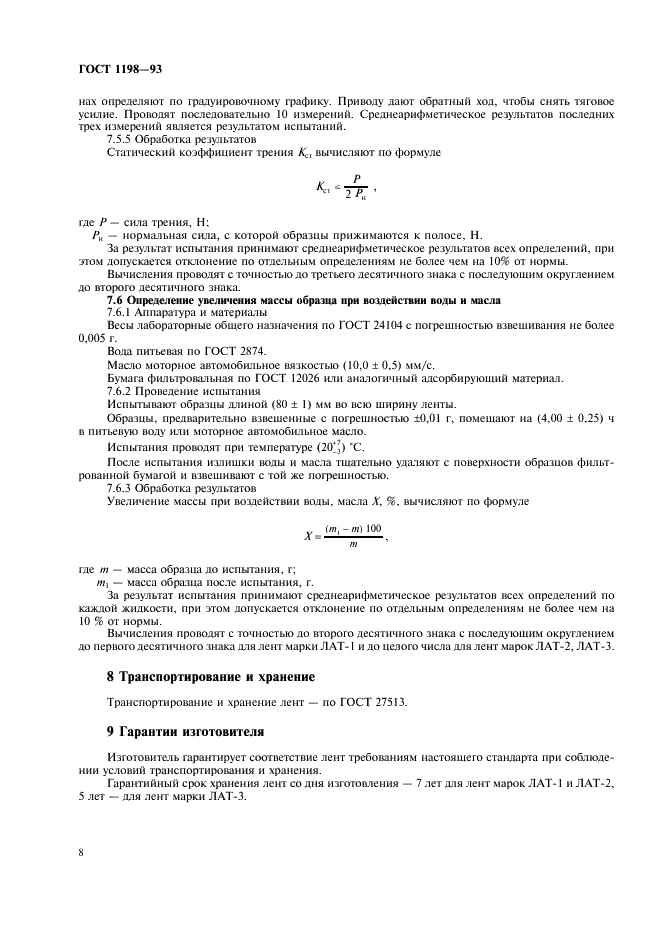 ГОСТ 1198—93
нах определяют по градуировочному графику. Приводу дают обратный ход, чтобы снять тяговое
усилие. Проводят последовательно 10 измерений. Среднеарифметическое результатов последних
трех измерений является результатом испытаний.
7.5.5 Обработка результатов
Статический коэффициент трения Kст вычисляют по формуле
Kст = P / 2 Pн ,
где P — сила трения, Н;
Pн — нормальная сила, с которой образцы прижимаются к полосе, Н.
За результат испытания принимают среднеарифметическое результатов всех определений, при
этом допускается отклонение по отдельным определениям не более чем на 10% от нормы.
Вычисления проводят с точностью до третьего десятичного знака с последующим округлением
до второго десятичного знака.
7.6 Определение увеличения массы образца при воздействии воды и масла
7.6.1 Аппаратура и материалы
Весы лабораторные общего назначения по ГОСТ 24104 с погрешностью взвешивания не более
0,005 г.
Вода питьевая по ГОСТ 2874.
Масло моторное автомобильное вязкостью (10,0 ± 0,5) мм/с.
Бумага фильтровальная по ГОСТ 12026 или аналогичный адсорбирующий материал.
7.6.2 Проведение испытания
Испытывают образцы длиной (80 ± 1) мм во всю ширину ленты.
Образцы, предварительно взвешенные с погрешностью ±0,01 г, помещают на (4,00 ± 0,25) ч
в питьевую воду или моторное автомобильное масло.
Испытания проводят при температуре (20+7−3) °С.
После испытания излишки воды и масла тщательно удаляют с поверхности образцов фильт-
рованной бумагой и взвешивают с той же погрешностью.
7.6.3 Обработка результатов
Увеличение массы при воздействии воды, масла X, %, вычисляют по формуле
X = (m1 − m) 100 / m ,
где m — масса образца до испытания, г;
m1 — масса образца после испытания, г.
За результат испытания принимают среднеарифметическое результатов всех определений по
каждой жидкости, при этом допускается отклонение по отдельным определениям не более чем на
10 % от нормы.
Вычисления проводят с точностью до второго десятичного знака с последующим округлением
до первого десятичного знака для лент марки ЛАТ-1 и до целого числа для лент марок ЛАТ-2, ЛАТ-3.
8 Транспортирование и хранение
Транспортирование и хранение лент — по ГОСТ 27513.
9 Гарантии изготовителя
Изготовитель гарантирует соответствие лент требованиям настоящего стандарта при соблюде-
нии условий транспортирования и хранения.
Гарантийный срок хранения лент со дня изготовления — 7 лет для лент марок ЛАТ-1 и ЛАТ-2,
5 лет — для лент марки ЛАТ-3.
8